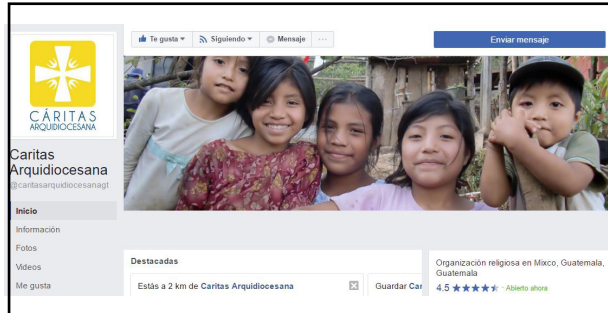 Te gusta
Siguiendo
Mensaje
Enviar mensaje
CÁRITAS
ARQUIDIOCESANA
Caritas
Arquidiocesana
@caritasarquidiocesanagt
Inicio
Información
Fotos
Videos
Me gusta
Destacadas
Estás a 2 km de Caritas Arquidiocesana
Guardar Car
Organización religiosa en Mixco, Guatemala,
Guatemala
4.5 ★★★★★ · Abierto ahora